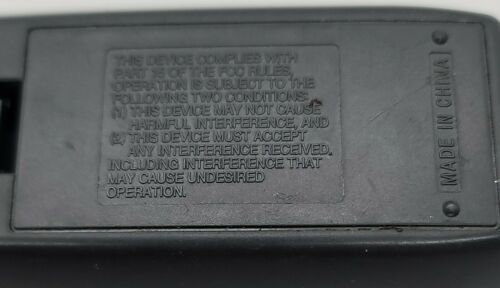 THIS DEVICE COMPLIES WITH
PART 15 OF THE FCC RULES,
OPERATION IS SUBJECT TO THE
FOLLOWING TWO CONDITIONS:
(1) THIS DEVICE MAY NOT CAUSE
HARMFUL INTERFERENCE, AND
(2) THIS DEVICE MUST ACCEPT
ANY INTERFERENCE RECEIVED,
INCLUDING INTERFERENCE THAT
MAY CAUSE UNDESIRED
OPERATION.
MADE IN CHINA